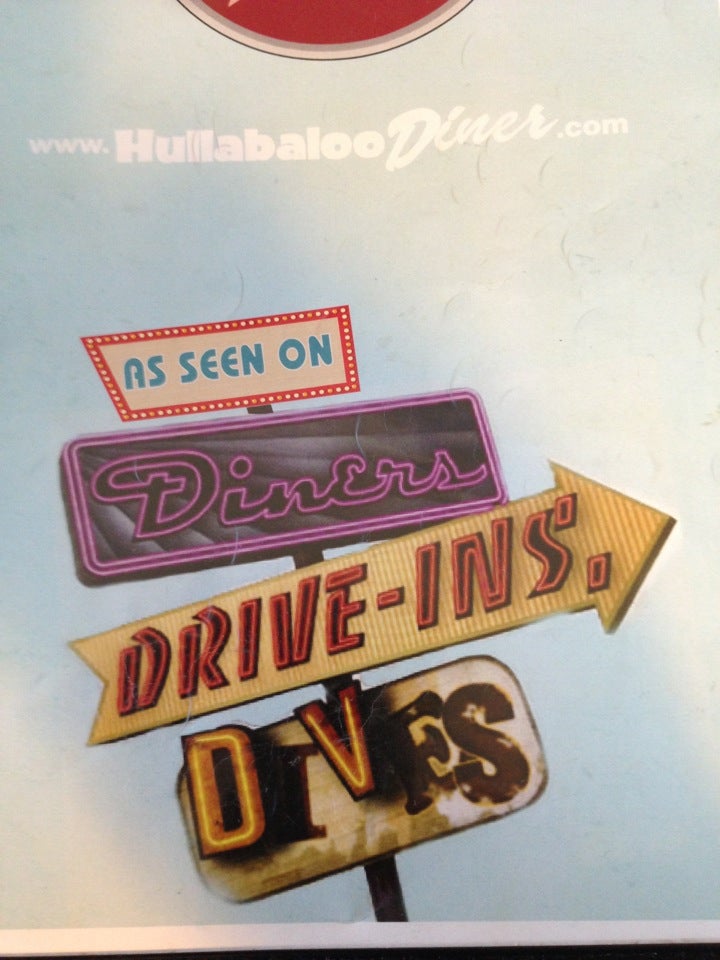 www.HullabalooDiner.com
AS SEEN ON
Diners
DRIVE-INS.
DIVES